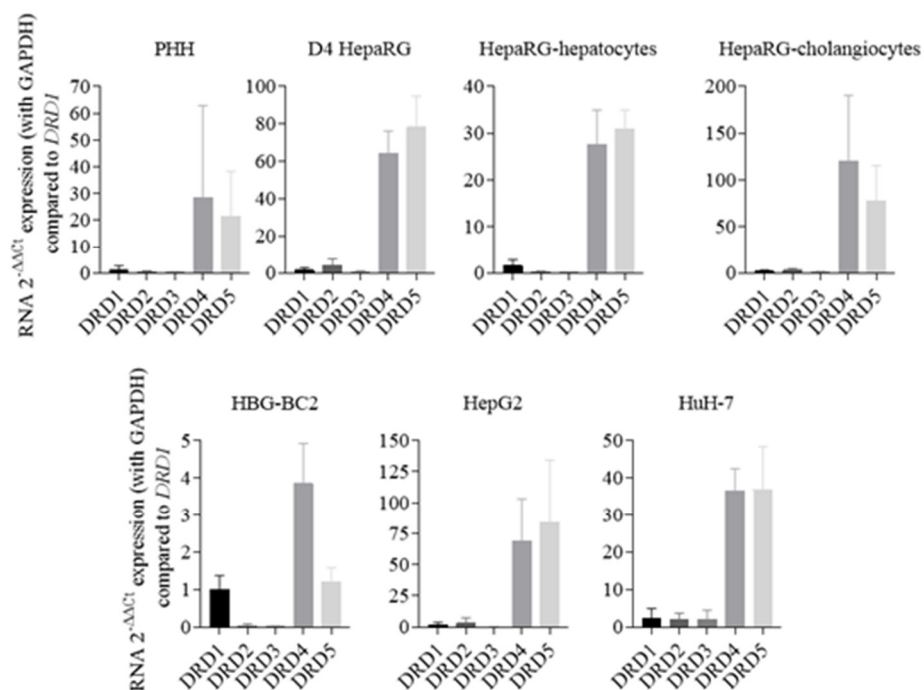 PHH
D4 HepaRG
HepaRG-hepatocytes
HepaRG-cholangiocytes
RNA 2^-ΔΔCt expression (with GAPDH)
compared to DRD1
70
60
50
40
30
20
10
0
DRD1 DRD2 DRD3 DRD4 DRD5
100
80
60
40
20
0
DRD1 DRD2 DRD3 DRD4 DRD5
40
30
20
10
0
DRD1 DRD2 DRD3 DRD4 DRD5
200
150
100
50
0
DRD1 DRD2 DRD3 DRD4 DRD5
HBG-BC2
HepG2
HuH-7
RNA 2^-ΔΔCt expression (with GAPDH)
compared to DRD1
5
4
3
2
1
0
DRD1 DRD2 DRD3 DRD4 DRD5
150
125
100
75
50
25
0
DRD1 DRD2 DRD3 DRD4 DRD5
50
40
30
20
10
0
DRD1 DRD2 DRD3 DRD4 DRD5